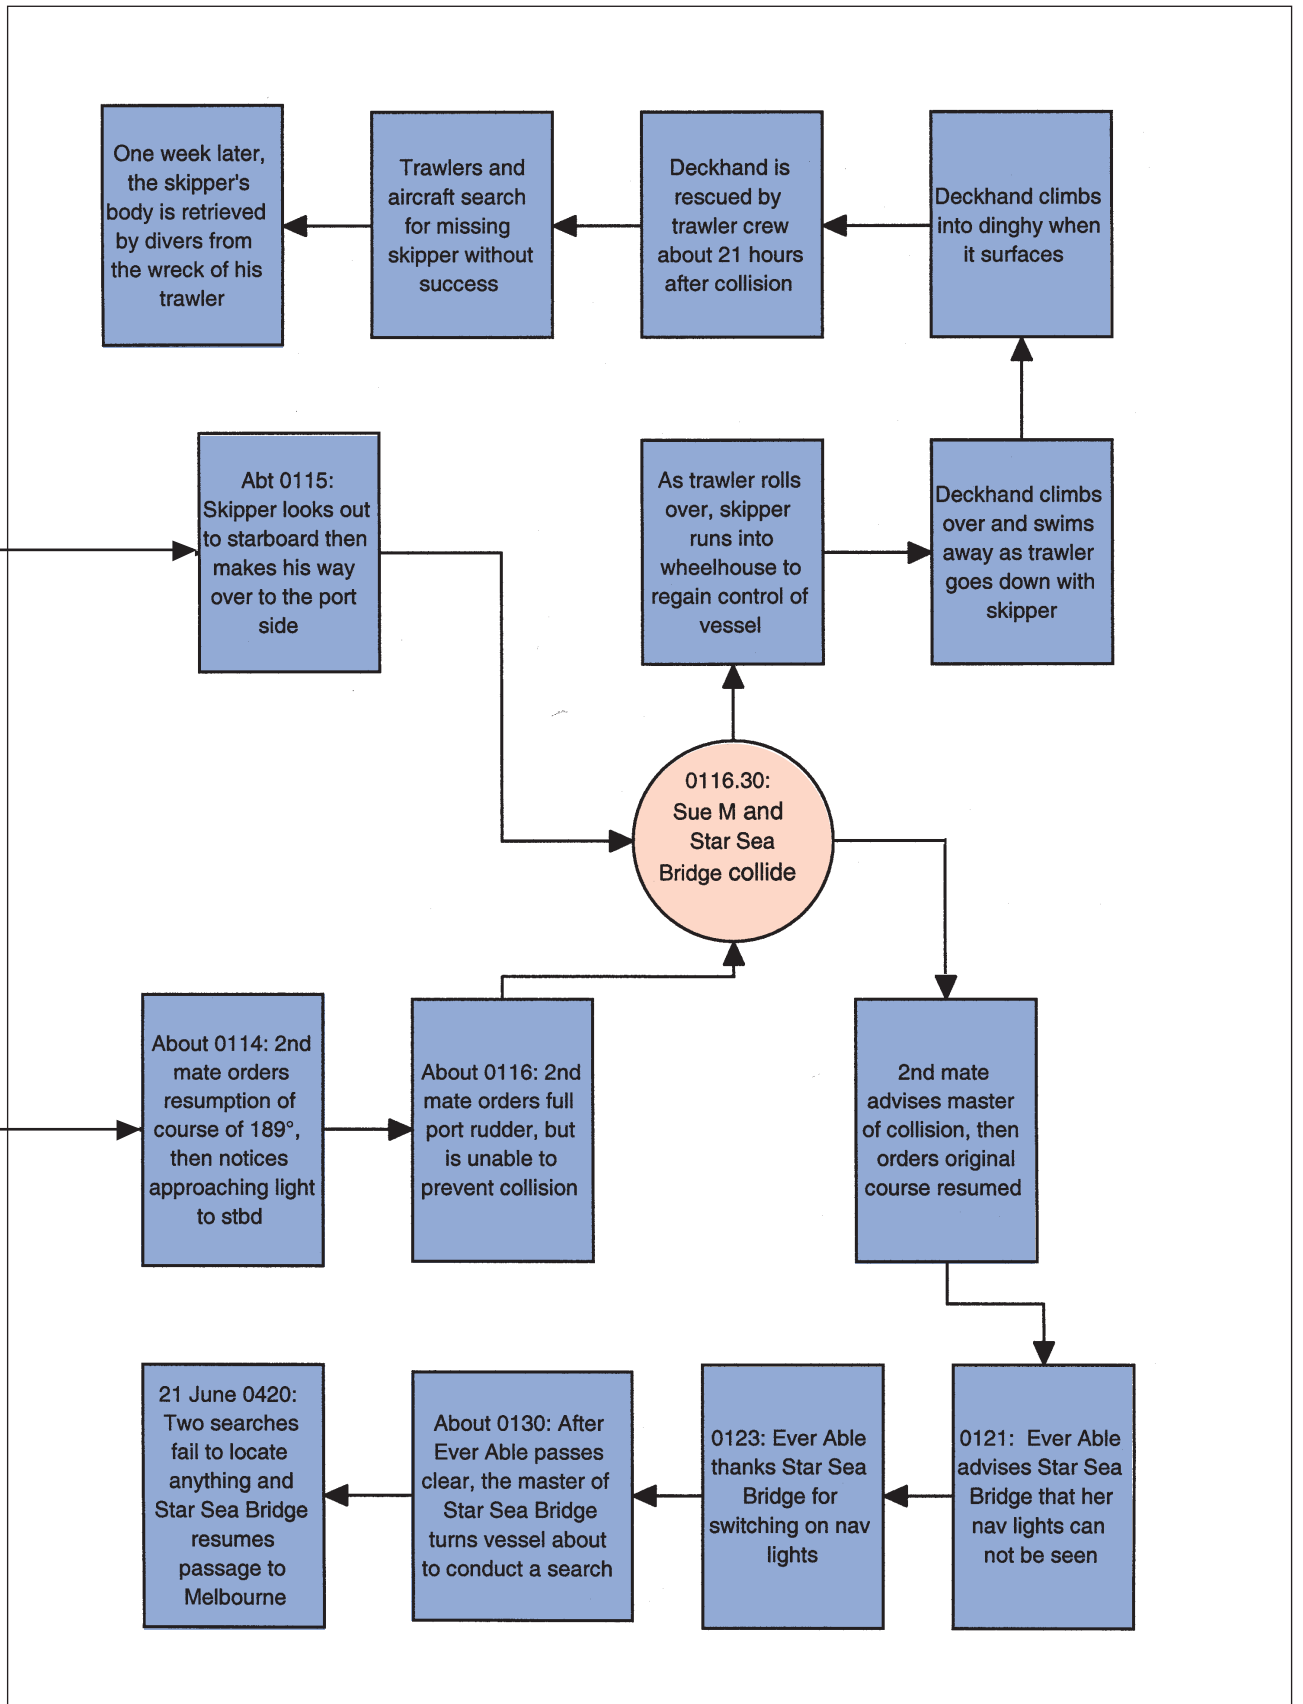 One week later,
the skipper's
body is retrieved
by divers from
the wreck of his
trawler
Trawlers and
aircraft search
for missing
skipper without
success
Deckhand is
rescued by
trawler crew
about 21 hours
after collision
Deckhand climbs
into dinghy when
it surfaces
Abt 0115:
Skipper looks out
to starboard then
makes his way
over to the port
side
As trawler rolls
over, skipper
runs into
wheelhouse to
regain control of
vessel
Deckhand climbs
over and swims
away as trawler
goes down with
skipper
0116.30:
Sue M and
Star Sea
Bridge collide
About 0114: 2nd
mate orders
resumption of
course of 189°,
then notices
approaching light
to stbd
About 0116: 2nd
mate orders full
port rudder, but
is unable to
prevent collision
2nd mate
advises master
of collision, then
orders original
course resumed
21 June 0420:
Two searches
fail to locate
anything and
Star Sea Bridge
resumes
passage to
Melbourne
About 0130: After
Ever Able passes
clear, the master of
Star Sea Bridge
turns vessel about
to conduct a search
0123: Ever Able
thanks Star Sea
Bridge for
switching on nav
lights
0121:  Ever Able
advises Star Sea
Bridge that her
nav lights can
not be seen